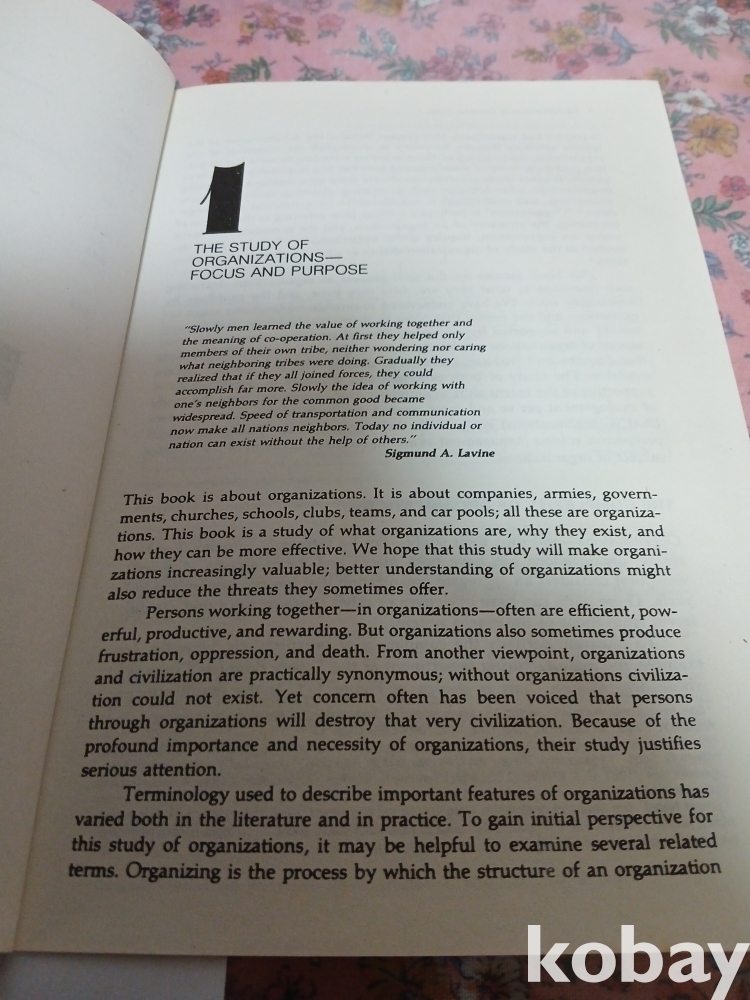 1
THE STUDY OF
ORGANIZATIONS—
FOCUS AND PURPOSE
"Slowly men learned the value of working together and
the meaning of co-operation. At first they helped only
members of their own tribe, neither wondering nor caring
what neighboring tribes were doing. Gradually they
realized that if they all joined forces, they could
accomplish far more. Slowly the idea of working with
one's neighbors for the common good became
widespread. Speed of transportation and communication
now make all nations neighbors. Today no individual or
nation can exist without the help of others."
Sigmund A. Lavine
This book is about organizations. It is about companies, armies, govern-
ments, churches, schools, clubs, teams, and car pools; all these are organiza-
tions. This book is a study of what organizations are, why they exist, and
how they can be more effective. We hope that this study will make organi-
zations increasingly valuable; better understanding of organizations might
also reduce the threats they sometimes offer.
Persons working together—in organizations—often are efficient, pow-
erful, productive, and rewarding. But organizations also sometimes produce
frustration, oppression, and death. From another viewpoint, organizations
and civilization are practically synonymous; without organizations civiliza-
tion could not exist. Yet concern often has been voiced that persons
through organizations will destroy that very civilization. Because of the
profound importance and necessity of organizations, their study justifies
serious attention.
Terminology used to describe important features of organizations has
varied both in the literature and in practice. To gain initial perspective for
this study of organizations, it may be helpful to examine several related
terms. Organizing is the process by which the structure of an organization
kobay